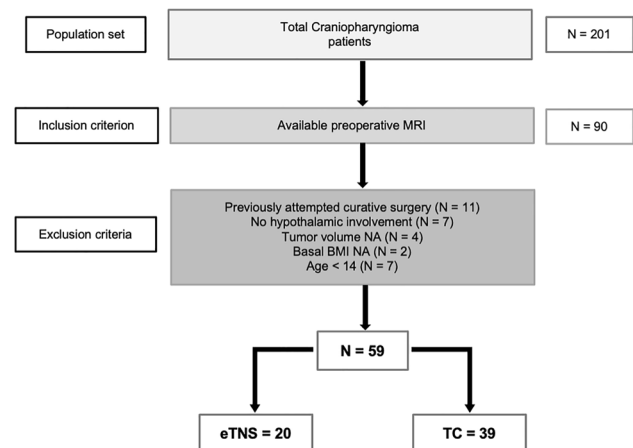 Population set
Total Craniopharyngioma
patients
N = 201
Inclusion criterion
Available preoperative MRI
N = 90
Exclusion criteria
Previously attempted curative surgery (N = 11)
No hypothalamic involvement (N = 7)
Tumor volume NA (N = 4)
Basal BMI NA (N = 2)
Age < 14 (N = 7)
N = 59
eTNS = 20
TC = 39